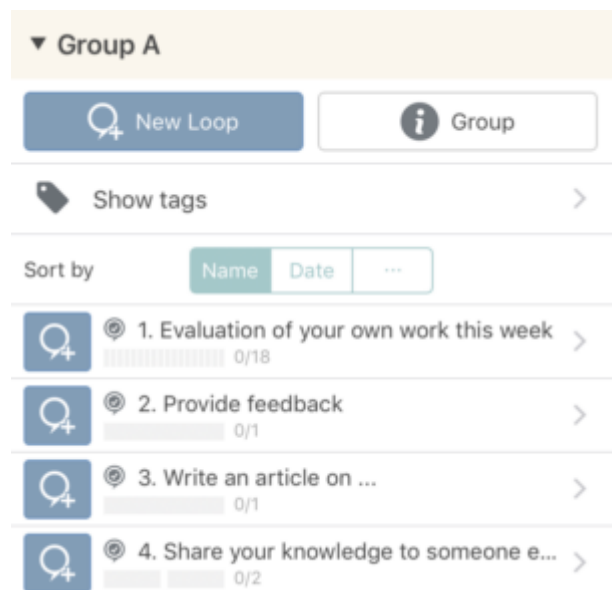 ▼ Group A
New Loop
Group
Show tags
Sort by Name Date ...
1. Evaluation of your own work this week
0/18
2. Provide feedback
0/1
3. Write an article on ...
0/1
4. Share your knowledge to someone e...
0/2